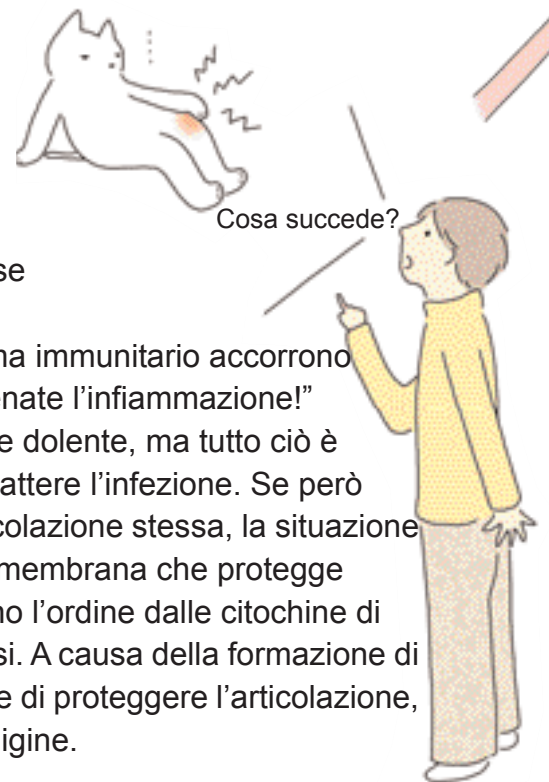 Cosa succede?
se
na immunitario accorrono
enate l’infiammazione!”
e dolente, ma tutto ciò è
attere l’infezione. Se però
colazione stessa, la situazione
membrana che protegge
no l’ordine dalle citochine di
si. A causa della formazione di
e di proteggere l’articolazione,
igine.